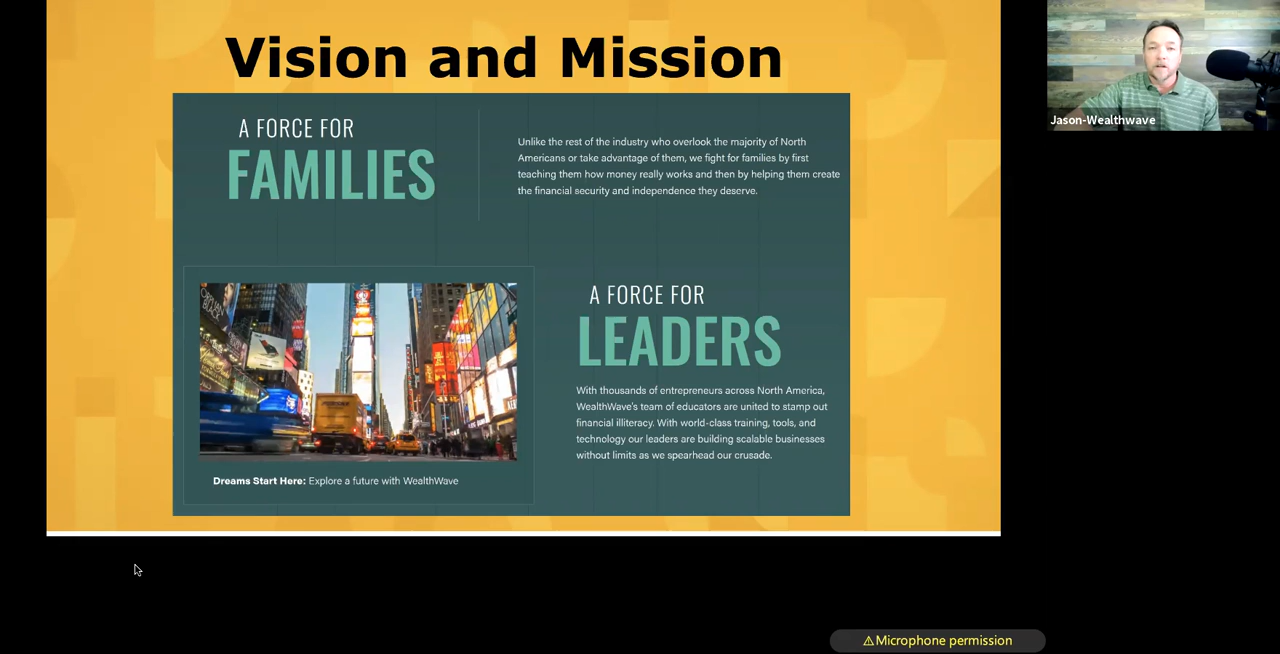 Vision and Mission
A FORCE FOR
FAMILIES
Unlike the rest of the industry who overlook the majority of North
Americans or take advantage of them, we fight for families by first
teaching them how money really works and then by helping them create
the financial security and independence they deserve.
Dreams Start Here: Explore a future with WealthWave
A FORCE FOR
LEADERS
With thousands of entrepreneurs across North America,
WealthWave's team of educators are united to stamp out
financial illiteracy. With world-class training, tools, and
technology our leaders are building scalable businesses
without limits as we spearhead our crusade.
Jason-Wealthwave
⚠Microphone permission